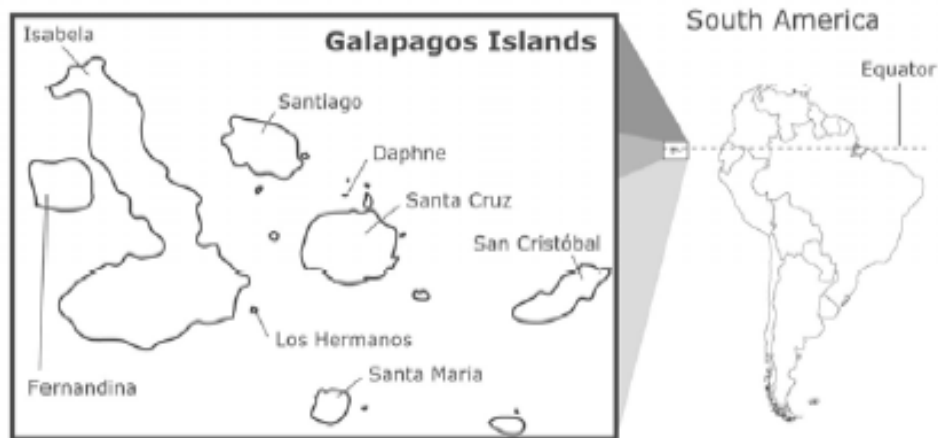 South America
Isabela
Galapagos Islands
Equator
Santiago
Daphne
Santa Cruz
San Cristóbal
Los Hermanos
Santa Maria
Fernandina